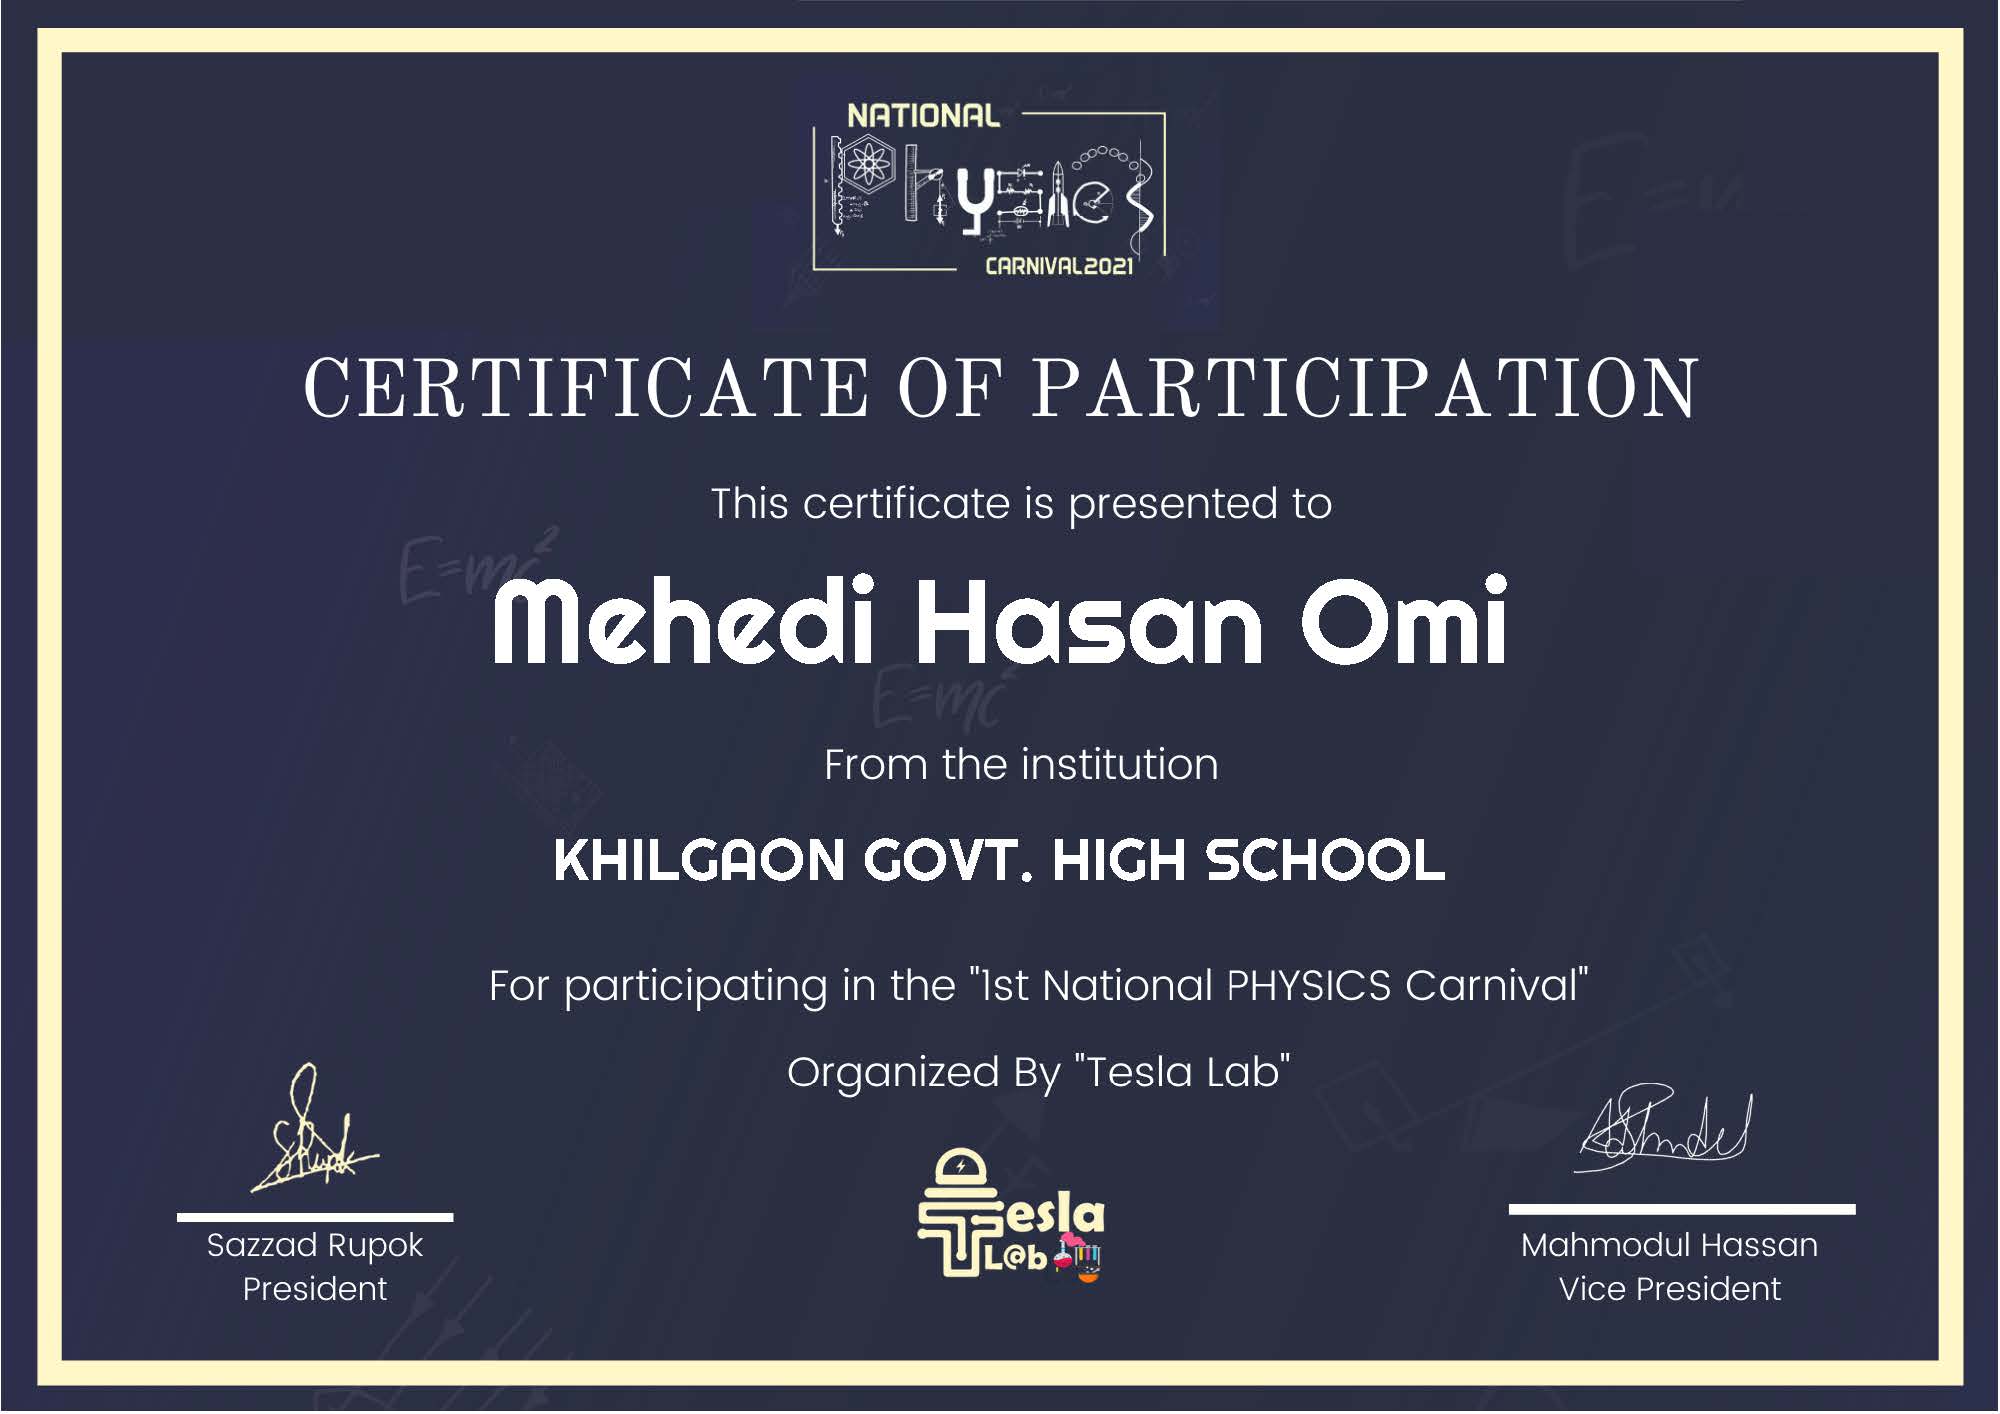 NATIONAL
Physics
CARNIVAL2021
CERTIFICATE OF PARTICIPATION
This certificate is presented to
E=mc²
Mehedi Hasan Omi
E=mc²
From the institution
KHILGAON GOVT. HIGH SCHOOL
For participating in the "1st National PHYSICS Carnival"
Organized By "Tesla Lab"
Tesla
L@b
Sazzad Rupok
President
Mahmodul Hassan
Vice President